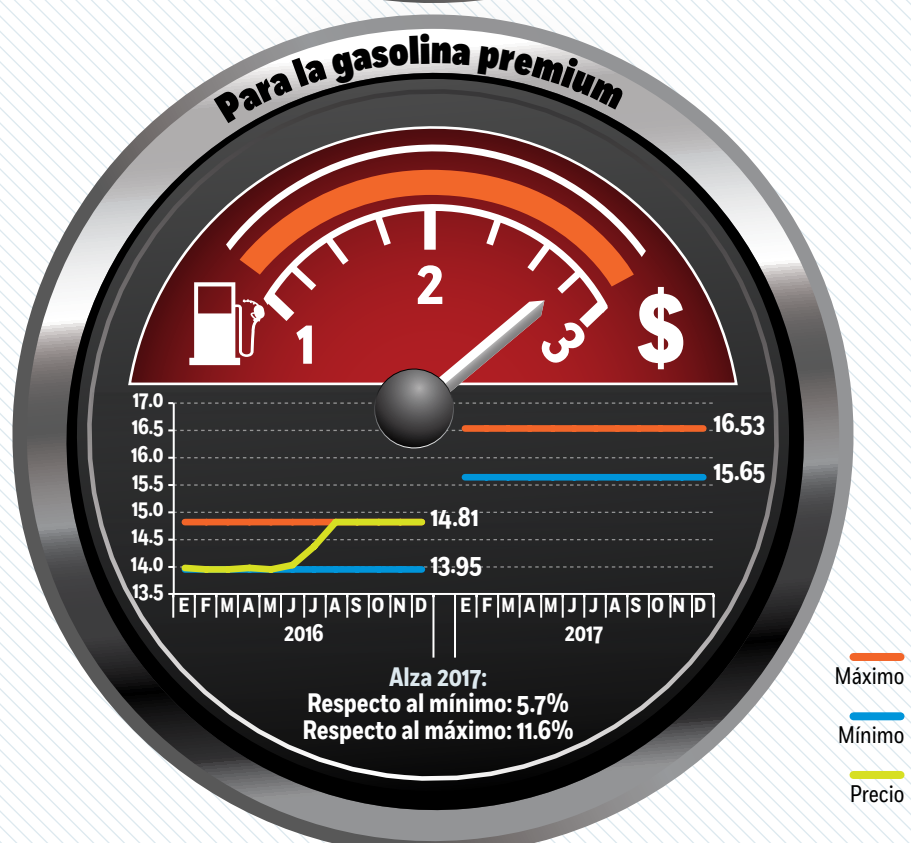 Para la gasolina premium
1 2 3 $
17.0
16.5
16.0
15.5
15.0
14.5
14.0
13.5
16.53
15.65
14.81
13.95
E F M A M J J A S O N D E F M A M J J A S O N D
2016 2017
Alza 2017:
Respecto al mínimo: 5.7%
Respecto al máximo: 11.6%
Máximo
Mínimo
Precio